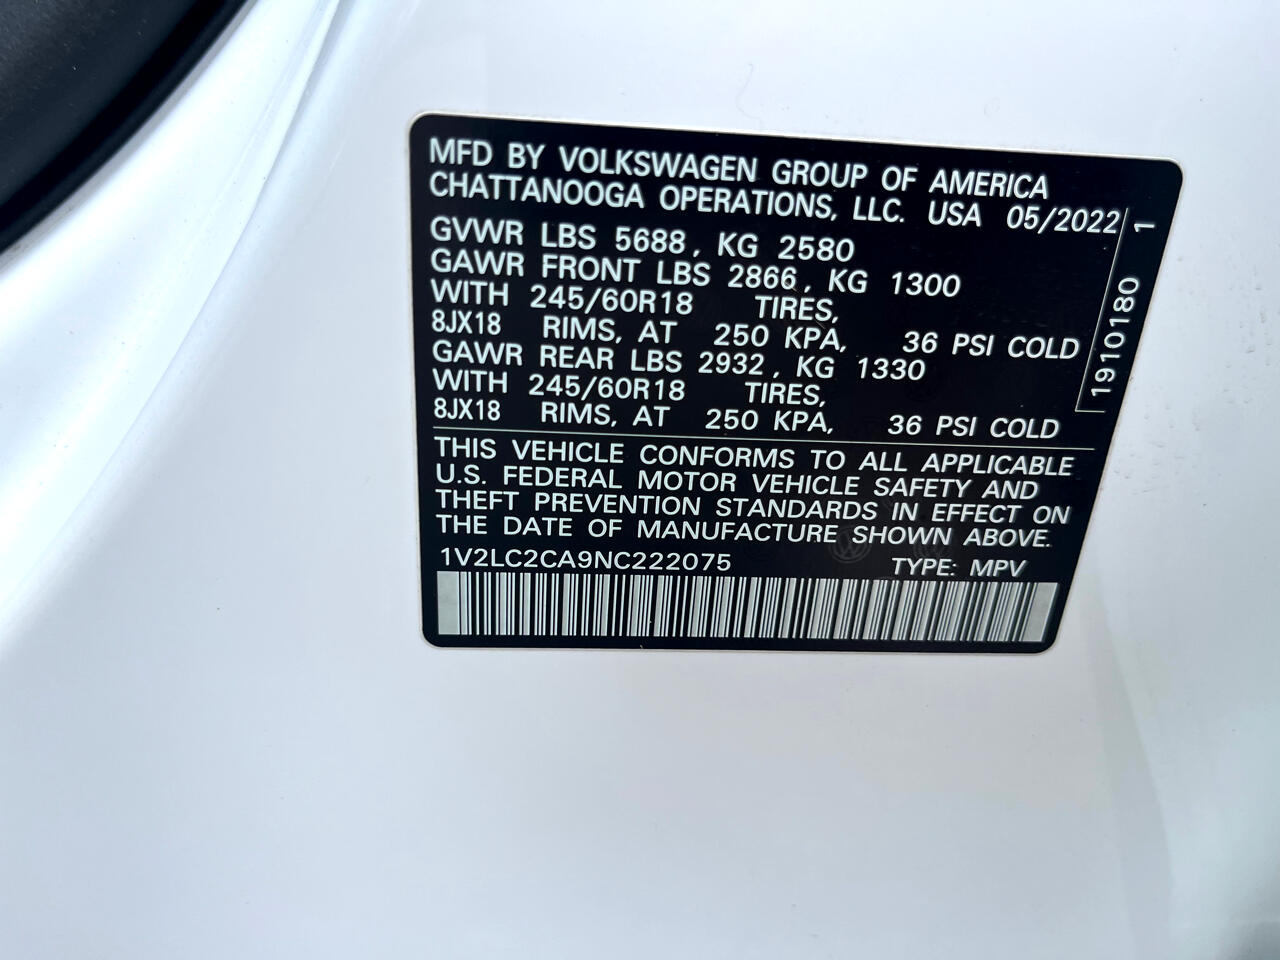 MFD BY VOLKSWAGEN GROUP OF AMERICA
CHATTANOOGA OPERATIONS, LLC. USA 05/2022
GVWR LBS 5688, KG 2580
GAWR FRONT LBS 2866, KG 1300
WITH 245/60R18 TIRES,
8JX18 RIMS, AT 250 KPA, 36 PSI COLD
GAWR REAR LBS 2932, KG 1330
WITH 245/60R18 TIRES,
8JX18 RIMS, AT 250 KPA, 36 PSI COLD
1910180 1
THIS VEHICLE CONFORMS TO ALL APPLICABLE
U.S. FEDERAL MOTOR VEHICLE SAFETY AND
THEFT PREVENTION STANDARDS IN EFFECT ON
THE DATE OF MANUFACTURE SHOWN ABOVE.
1V2LC2CA9NC222075 TYPE: MPV